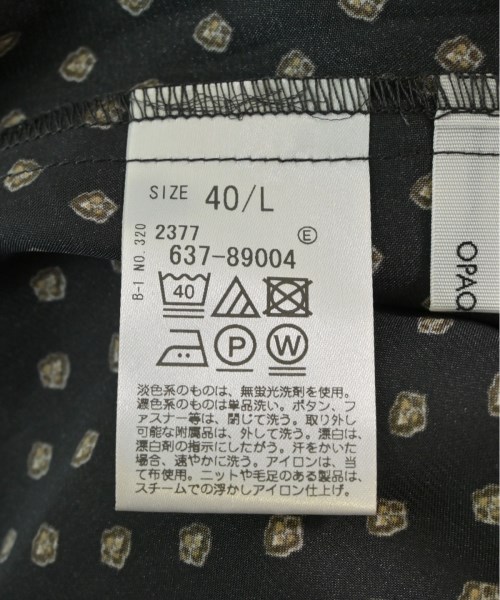 SIZE 40/L
B-I NO. 320
2377 E
637-89004
40
P W
淡色系のものは、無蛍光洗剤を使用。
濃色系のものは単品洗い。ボタン、フ
ァスナー等は、閉じて洗う。取り外し
可能な附属品は、外して洗う。漂白は、
漂白剤の指示にしたがう。汗をかいた
場合、速やかに洗う。アイロンは、当
て布使用。ニットや毛足のある製品は、
スチームでの浮かしアイロン仕上げ。
OPAQ